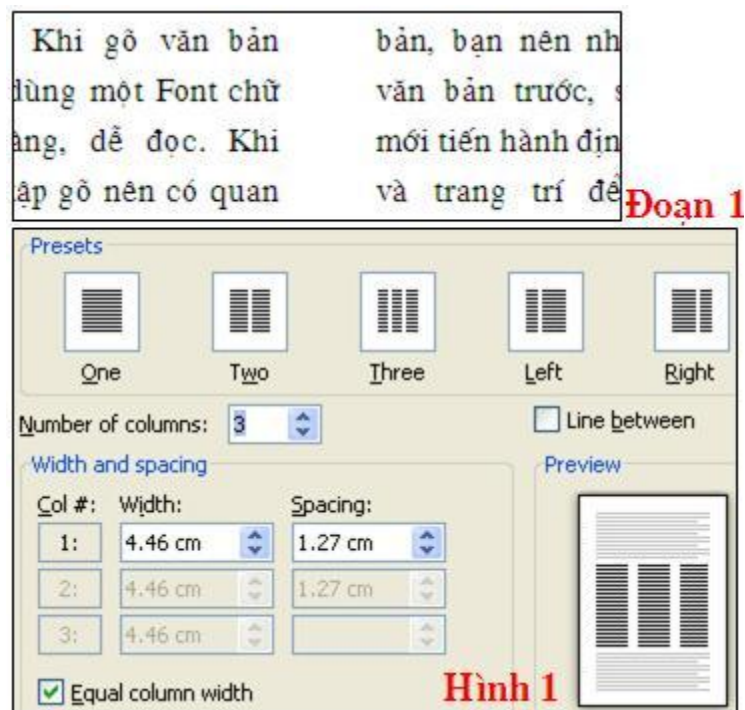 Khi gõ văn bản bản, bạn nên nh
dùng một Font chữ văn bản trước, s
àng, dễ đọc. Khi mới tiến hành địn
tập gõ nên có quan và trang trí để
Đoạn 1
Presets
One Two Three Left Right
Number of columns: 3 Line between
Width and spacing Preview
Col #: Width: Spacing:
1: 4.46 cm 1.27 cm
2: 4.46 cm 1.27 cm
3: 4.46 cm
Equal column width
Hình 1